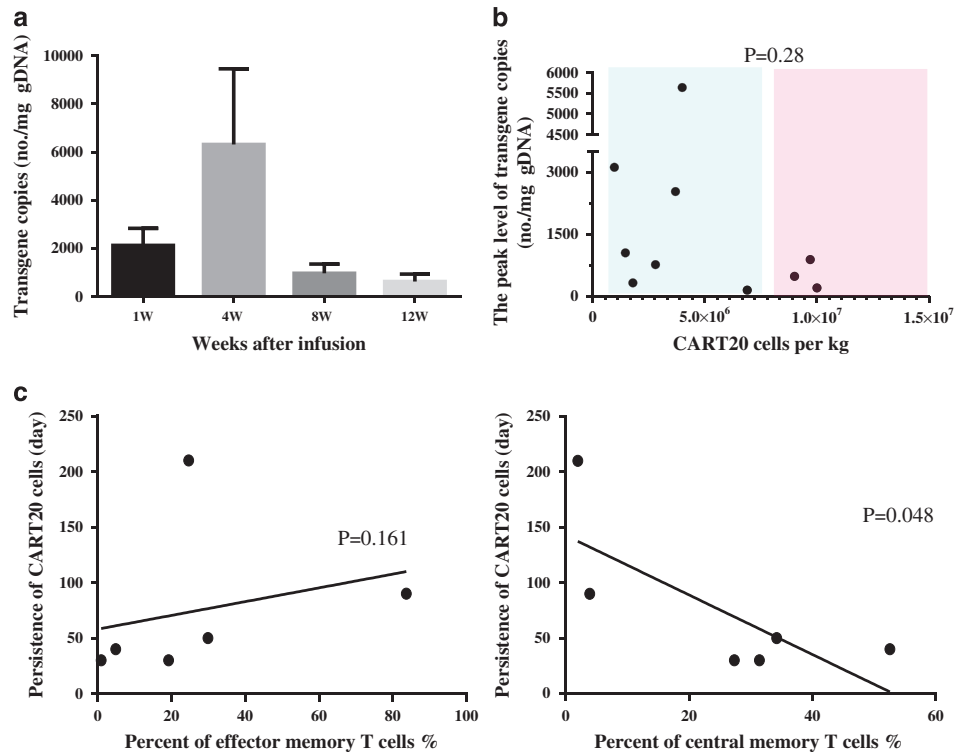 a
Transgene copies (no./mg gDNA)
10000
8000
6000
4000
2000
0
1W
4W
8W
12W
Weeks after infusion
b
P=0.28
The peak level of transgene copies
(no./mg gDNA)
6000
5500
5000
4500
3000
1500
0
0
5.0×10⁶
1.0×10⁷
1.5×10⁷
CART20 cells per kg
c
Persistence of CART20 cells (day)
250
200
150
100
50
0
P=0.161
0
20
40
60
80
100
Percent of effector memory T cells %
Persistence of CART20 cells (day)
250
200
150
100
50
0
P=0.048
0
20
40
60
Percent of central memory T cells %